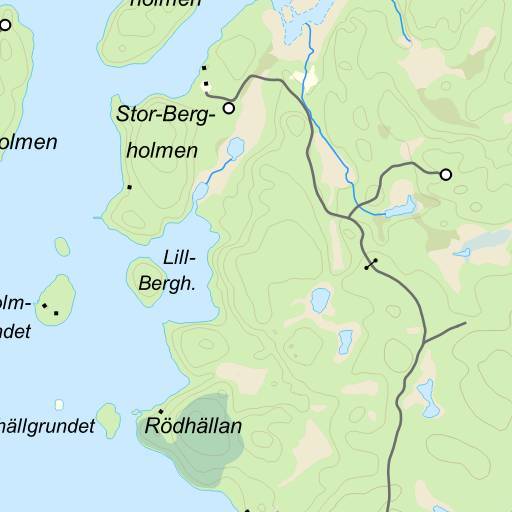 holmen
Stor-Berg-
holmen
olmen
Lill-
Bergh.
olm-
ndet
hällgrundet
Rödhällan